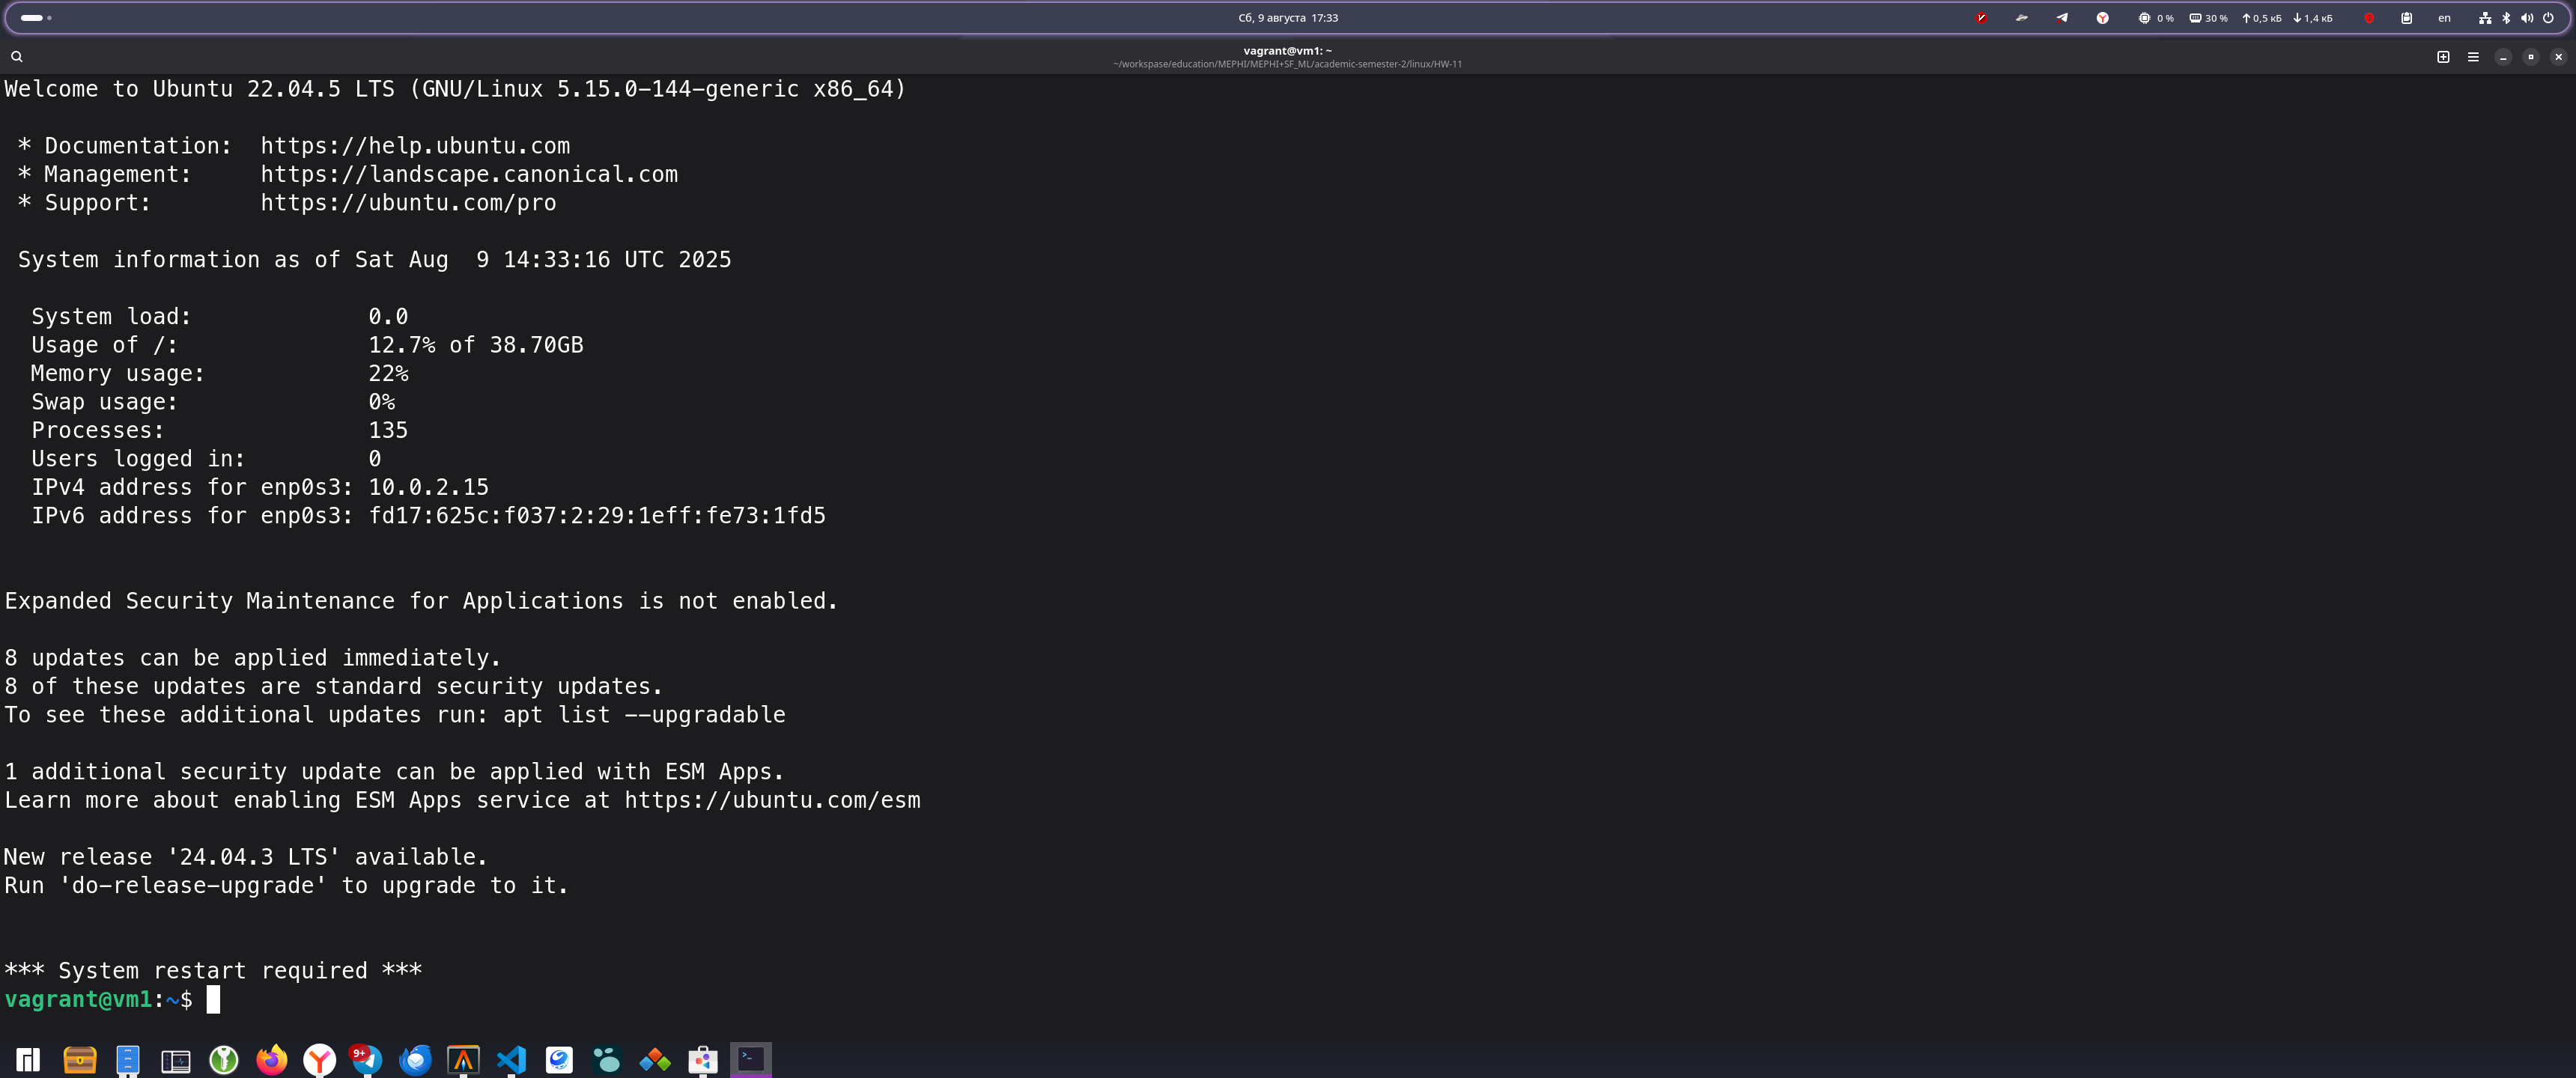 Сб, 9 августа 17:33
0 % 30 % 0,5 кБ 1,4 кБ en
vagrant@vm1: ~
~/workspase/education/MEPHI/MEPHI+SF_ML/academic-semester-2/linux/HW-11
Welcome to Ubuntu 22.04.5 LTS (GNU/Linux 5.15.0-144-generic x86_64)
* Documentation: https://help.ubuntu.com
* Management: https://landscape.canonical.com
* Support: https://ubuntu.com/pro
System information as of Sat Aug 9 14:33:16 UTC 2025
System load: 0.0
Usage of /: 12.7% of 38.70GB
Memory usage: 22%
Swap usage: 0%
Processes: 135
Users logged in: 0
IPv4 address for enp0s3: 10.0.2.15
IPv6 address for enp0s3: fd17:625c:f037:2:29:1eff:fe73:1fd5
Expanded Security Maintenance for Applications is not enabled.
8 updates can be applied immediately.
8 of these updates are standard security updates.
To see these additional updates run: apt list --upgradable
1 additional security update can be applied with ESM Apps.
Learn more about enabling ESM Apps service at https://ubuntu.com/esm
New release '24.04.3 LTS' available.
Run 'do-release-upgrade' to upgrade to it.
*** System restart required ***
vagrant@vm1:~$
9+